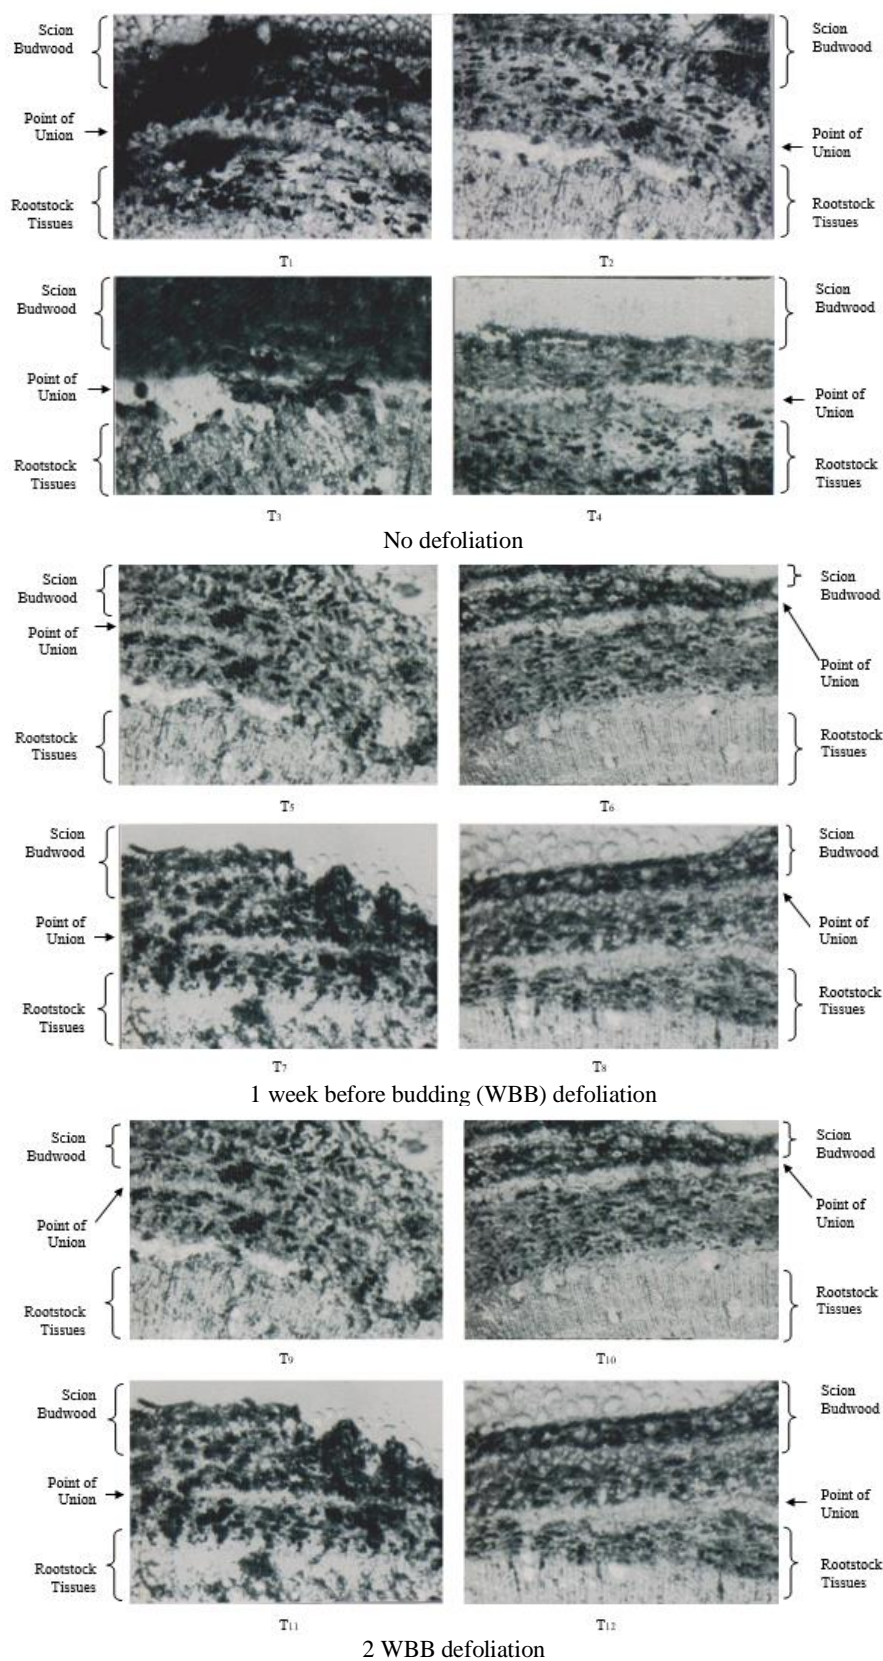 Scion
Budwood
Point of
Union
Rootstock
Tissues
T1
Scion
Budwood
Point of
Union
Rootstock
Tissues
T2
Scion
Budwood
Point of
Union
Rootstock
Tissues
T3
Scion
Budwood
Point of
Union
Rootstock
Tissues
T4
No defoliation
Scion
Budwood
Point of
Union
Rootstock
Tissues
T5
Scion
Budwood
Point of
Union
Rootstock
Tissues
T6
Scion
Budwood
Point of
Union
Rootstock
Tissues
T7
Scion
Budwood
Point of
Union
Rootstock
Tissues
T8
1 week before budding (WBB) defoliation
Scion
Budwood
Point of
Union
Rootstock
Tissues
T9
Scion
Budwood
Point of
Union
Rootstock
Tissues
T10
Scion
Budwood
Point of
Union
Rootstock
Tissues
T11
Scion
Budwood
Point of
Union
Rootstock
Tissues
T12
2 WBB defoliation